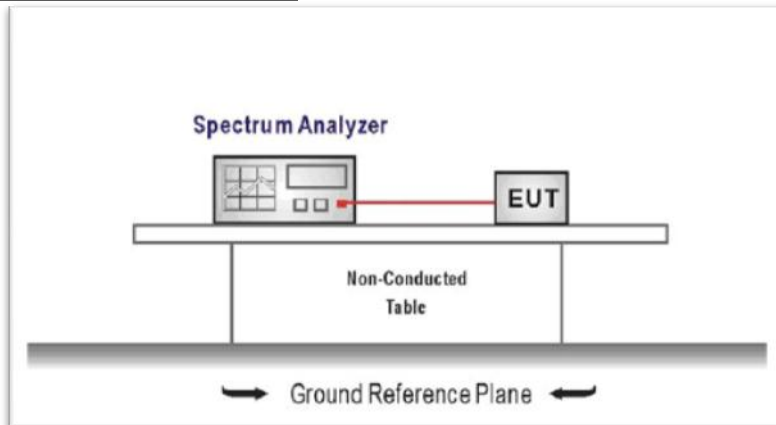 Spectrum Analyzer
EUT
Non-Conducted
Table
Ground Reference Plane